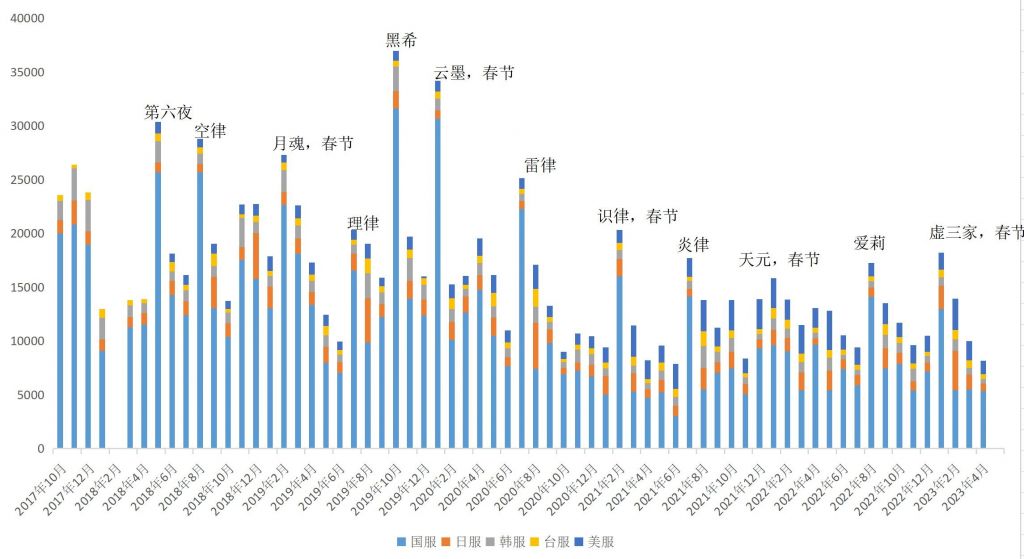 40000
35000
30000
25000
20000
15000
10000
5000
0
黑希
云墨，春节
第六夜
空律
月魂，春节
雷律
理律
识律，春节
炎律
天元，春节
爱莉
虚三家，春节
2017年10月
2017年12月
2018年2月
2018年4月
2018年6月
2018年8月
2018年10月
2018年12月
2019年2月
2019年4月
2019年6月
2019年8月
2019年10月
2019年12月
2020年2月
2020年4月
2020年6月
2020年8月
2020年10月
2020年12月
2021年2月
2021年4月
2021年6月
2021年8月
2021年10月
2021年12月
2022年2月
2022年4月
2022年6月
2022年8月
2022年10月
2022年12月
2023年2月
2023年4月
国服 日服 韩服 台服 美服